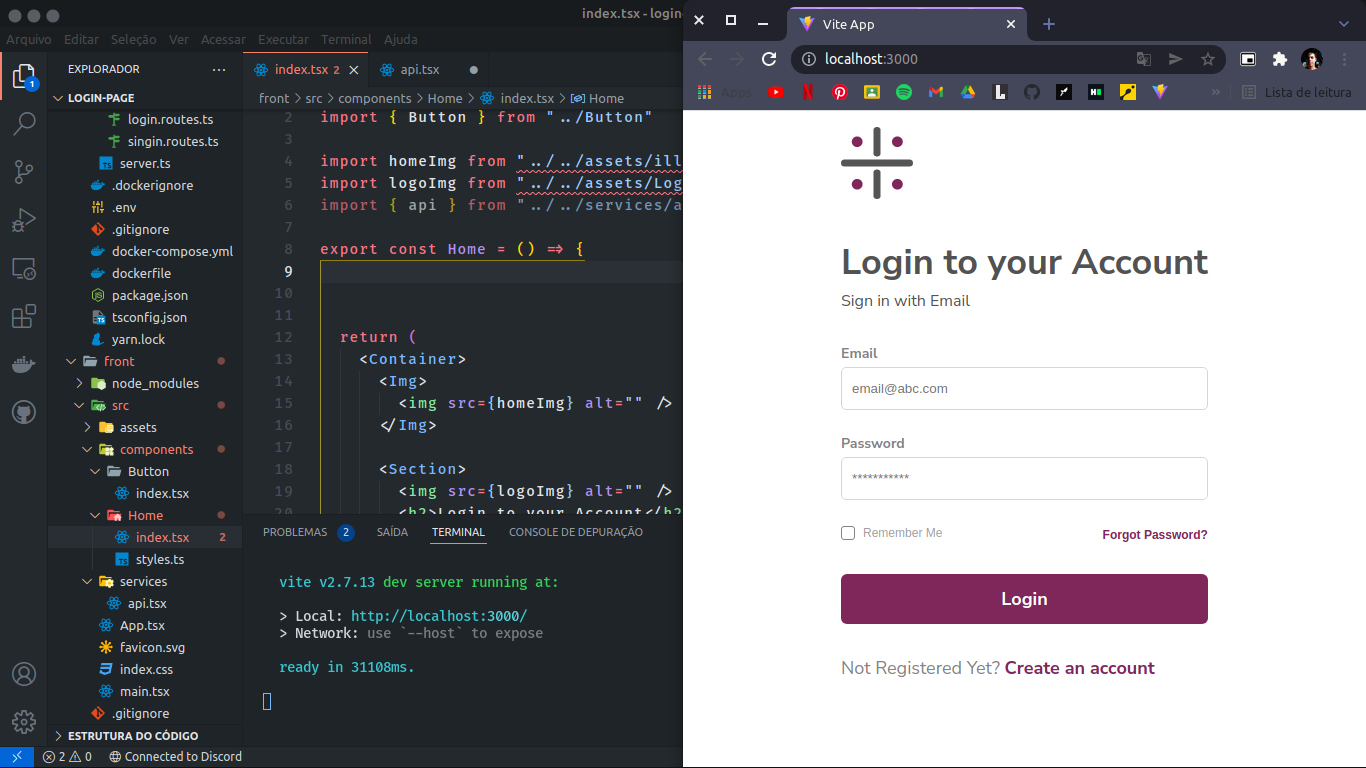 index.tsx - login
Arquivo Editar Seleção Ver Acessar Executar Terminal Ajuda
EXPLORADOR ...
LOGIN-PAGE
login.routes.ts
singin.routes.ts
server.ts
.dockerignore
.env
.gitignore
docker-compose.yml
dockerfile
package.json
tsconfig.json
yarn.lock
front
node_modules
src
assets
components
Button
index.tsx
Home
index.tsx 2
styles.ts
services
api.tsx
App.tsx
favicon.svg
index.css
main.tsx
.gitignore
ESTRUTURA DO CÓDIGO
1
index.tsx 2
api.tsx
front > src > components > Home > index.tsx > Home
2 import { Button } from "../Button"
3
4 import homeImg from "../../assets/ill
5 import logoImg from "../../assets/Log
6 import { api } from "../../services/a
7
8 export const Home = () => {
9
10
11
12 return (
13 <Container>
14 <Img>
15 <img src={homeImg} alt="" />
16 </Img>
17
18 <Section>
19 <img src={logoImg} alt="" />
20 <h2>Login to your Account</h2
PROBLEMAS 2 SAÍDA TERMINAL CONSOLE DE DEPURAÇÃO
vite v2.7.13 dev server running at:
> Local: http://localhost:3000/
> Network: use `--host` to expose
ready in 31108ms.
2 0 Connected to Discord
Vite App
localhost:3000
Apps
» Lista de leitura
Login to your Account
Sign in with Email
Email
email@abc.com
Password
***********
Remember Me
Forgot Password?
Login
Not Registered Yet? Create an account